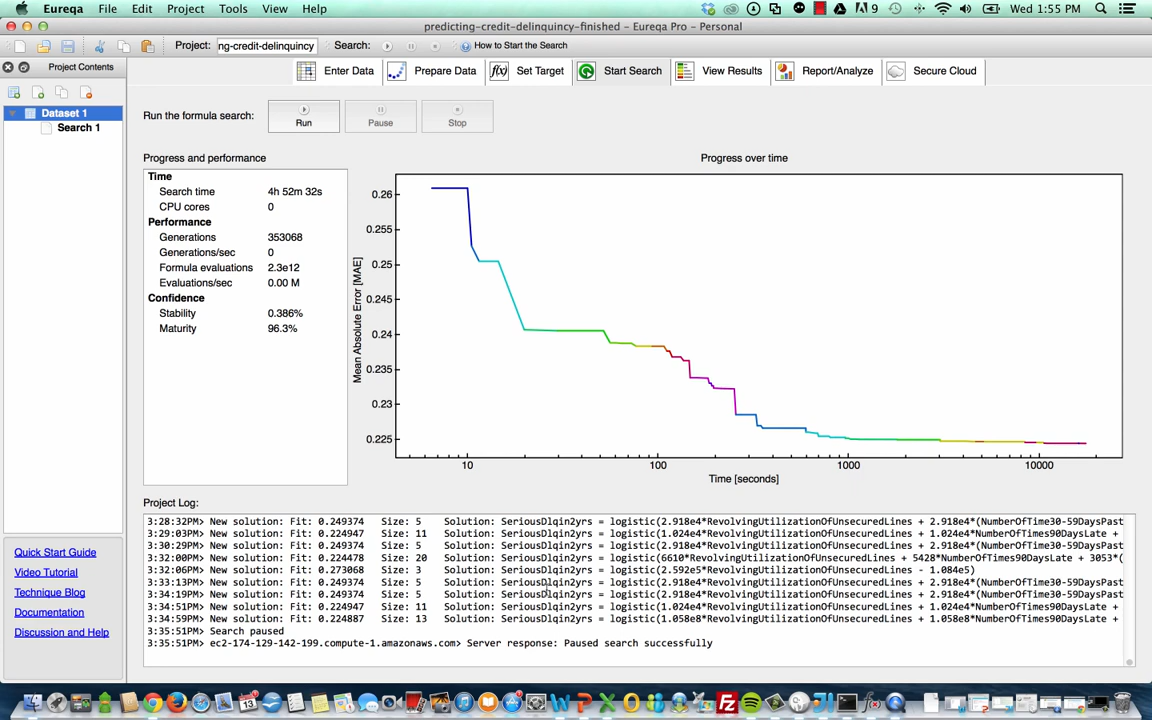 Eureqa File Edit Project Tools View Help 9 Wed 1:55 PM
predicting-credit-delinquincy-finished - Eureqa Pro - Personal
Project: ng-credit-delinquency Search: How to Start the Search
Project Contents
Enter Data Prepare Data f(x) Set Target Start Search View Results Report/Analyze Secure Cloud
Dataset 1
Search 1
Run the formula search: Run Pause Stop
Progress and performance
Time
Search time 4h 52m 32s
CPU cores 0
Performance
Generations 353068
Generations/sec 0
Formula evaluations 2.3e12
Evaluations/sec 0.00 M
Confidence
Stability 0.386%
Maturity 96.3%
Progress over time
Mean Absolute Error [MAE]
0.26
0.255
0.25
0.245
0.24
0.235
0.23
0.225
10 100 1000 10000
Time [seconds]
Project Log:
3:28:32PM> New solution: Fit: 0.249374 Size: 5 Solution: SeriousDlqin2yrs = logistic(2.918e4*RevolvingUtilizationOfUnsecuredLines + 2.918e4*(NumberOfTime30-59DaysPast
3:29:03PM> New solution: Fit: 0.224947 Size: 11 Solution: SeriousDlqin2yrs = logistic(1.024e4*RevolvingUtilizationOfUnsecuredLines + 1.024e4*NumberOfTimes90DaysLate +
3:30:29PM> New solution: Fit: 0.249374 Size: 5 Solution: SeriousDlqin2yrs = logistic(2.918e4*RevolvingUtilizationOfUnsecuredLines + 2.918e4*(NumberOfTime30-59DaysPast
3:32:00PM> New solution: Fit: 0.224478 Size: 20 Solution: SeriousDlqin2yrs = logistic(6610*RevolvingUtilizationOfUnsecuredLines + 5428*NumberOfTimes90DaysLate + 3053*(
3:32:06PM> New solution: Fit: 0.273068 Size: 3 Solution: SeriousDlqin2yrs = logistic(2.592e5*RevolvingUtilizationOfUnsecuredLines - 1.084e5)
3:33:13PM> New solution: Fit: 0.249374 Size: 5 Solution: SeriousDlqin2yrs = logistic(2.918e4*RevolvingUtilizationOfUnsecuredLines + 2.918e4*(NumberOfTime30-59DaysPast
3:34:19PM> New solution: Fit: 0.249374 Size: 5 Solution: SeriousDlqin2yrs = logistic(2.918e4*RevolvingUtilizationOfUnsecuredLines + 2.918e4*(NumberOfTime30-59DaysPast
3:34:51PM> New solution: Fit: 0.224947 Size: 11 Solution: SeriousDlqin2yrs = logistic(1.024e4*RevolvingUtilizationOfUnsecuredLines + 1.024e4*NumberOfTimes90DaysLate +
3:34:59PM> New solution: Fit: 0.224887 Size: 13 Solution: SeriousDlqin2yrs = logistic(1.058e8*RevolvingUtilizationOfUnsecuredLines + 1.058e8*NumberOfTimes90DaysLate +
3:35:51PM> Search paused
3:35:51PM> ec2-174-129-142-199.compute-1.amazonaws.com> Server response: Paused search successfully
Quick Start Guide
Video Tutorial
Technique Blog
Documentation
Discussion and Help